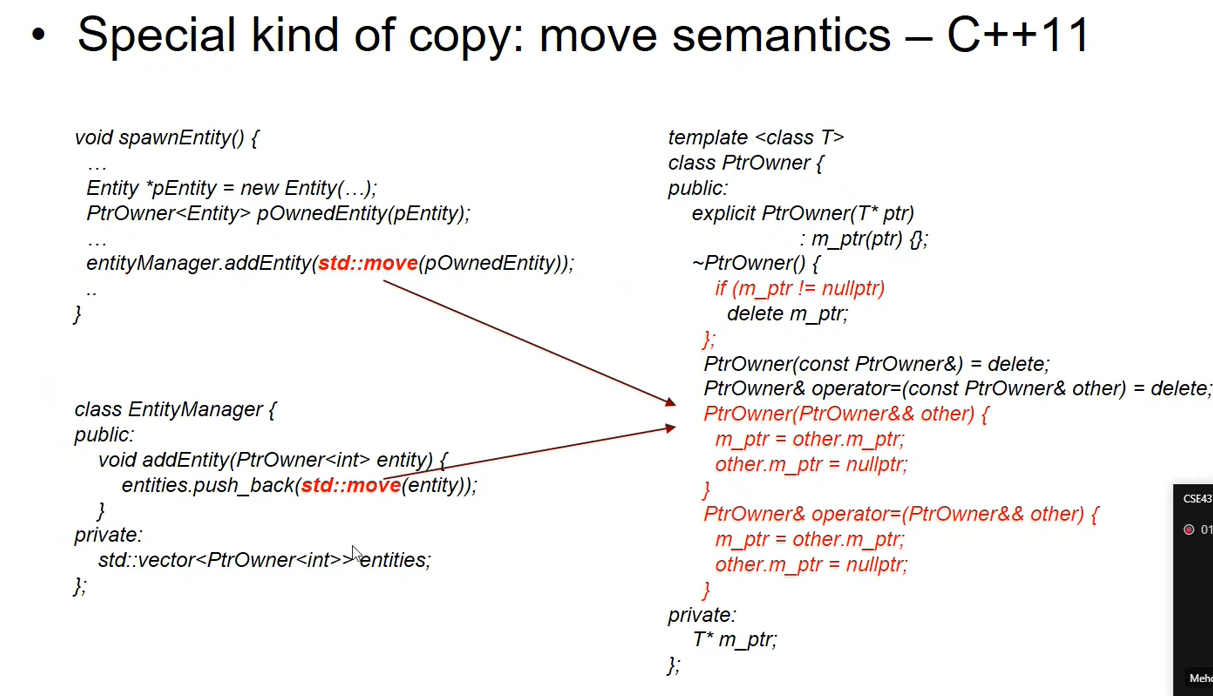 • Special kind of copy: move semantics – C++11
void spawnEntity() {
…
Entity *pEntity = new Entity(…);
PtrOwner<Entity> pOwnedEntity(pEntity);
…
entityManager.addEntity(std::move(pOwnedEntity));
..
}
class EntityManager {
public:
void addEntity(PtrOwner<int> entity) {
entities.push_back(std::move(entity));
}
private:
std::vector<PtrOwner<int>> entities;
};
template <class T>
class PtrOwner {
public:
explicit PtrOwner(T* ptr)
: m_ptr(ptr) {};
~PtrOwner() {
if (m_ptr != nullptr)
delete m_ptr;
};
PtrOwner(const PtrOwner&) = delete;
PtrOwner& operator=(const PtrOwner& other) = delete;
PtrOwner(PtrOwner&& other) {
m_ptr = other.m_ptr;
other.m_ptr = nullptr;
}
PtrOwner& operator=(PtrOwner&& other) {
m_ptr = other.m_ptr;
other.m_ptr = nullptr;
}
private:
T* m_ptr;
};